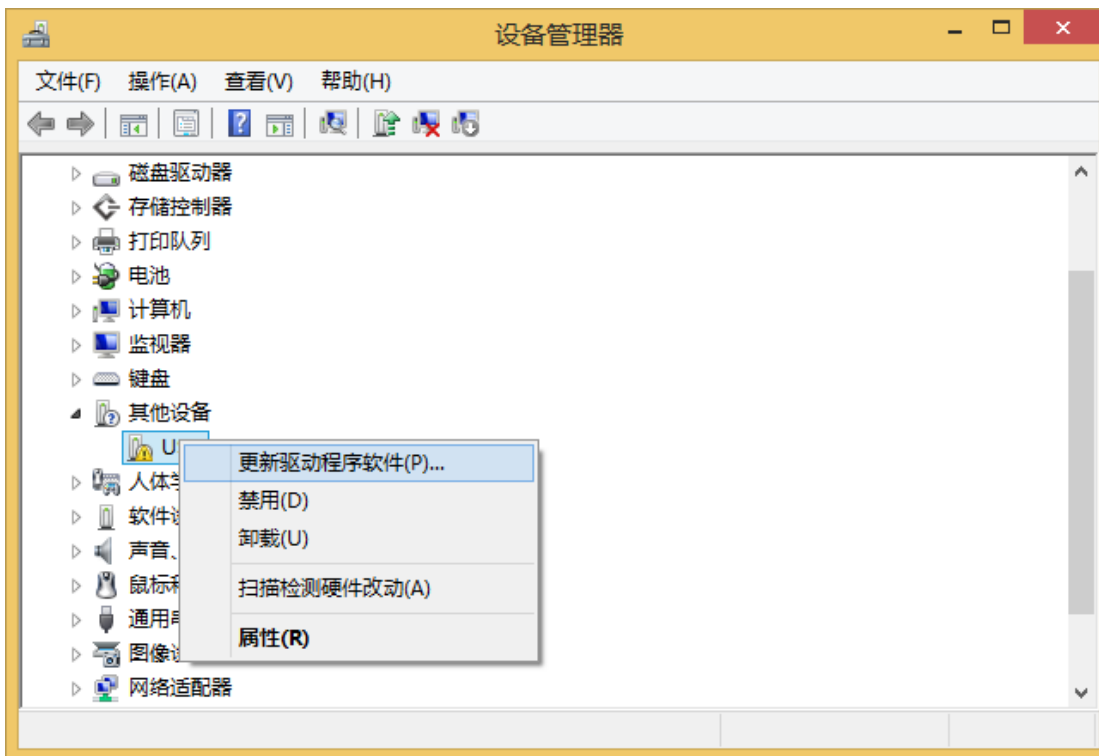 设备管理器
文件(F) 操作(A) 查看(V) 帮助(H)
磁盘驱动器
存储控制器
打印队列
电池
计算机
监视器
键盘
其他设备
U
更新驱动程序软件(P)...
人体
禁用(D)
软件
卸载(U)
声音、
鼠标
扫描检测硬件改动(A)
通用
属性(R)
图像
网络适配器